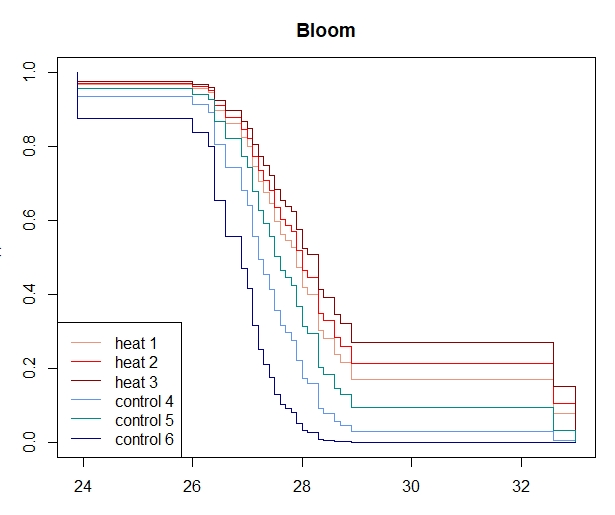 Bloom
1.0
0.8
0.6
0.4
0.2
0.0
heat 1
heat 2
heat 3
control 4
control 5
control 6
24 26 28 30 32